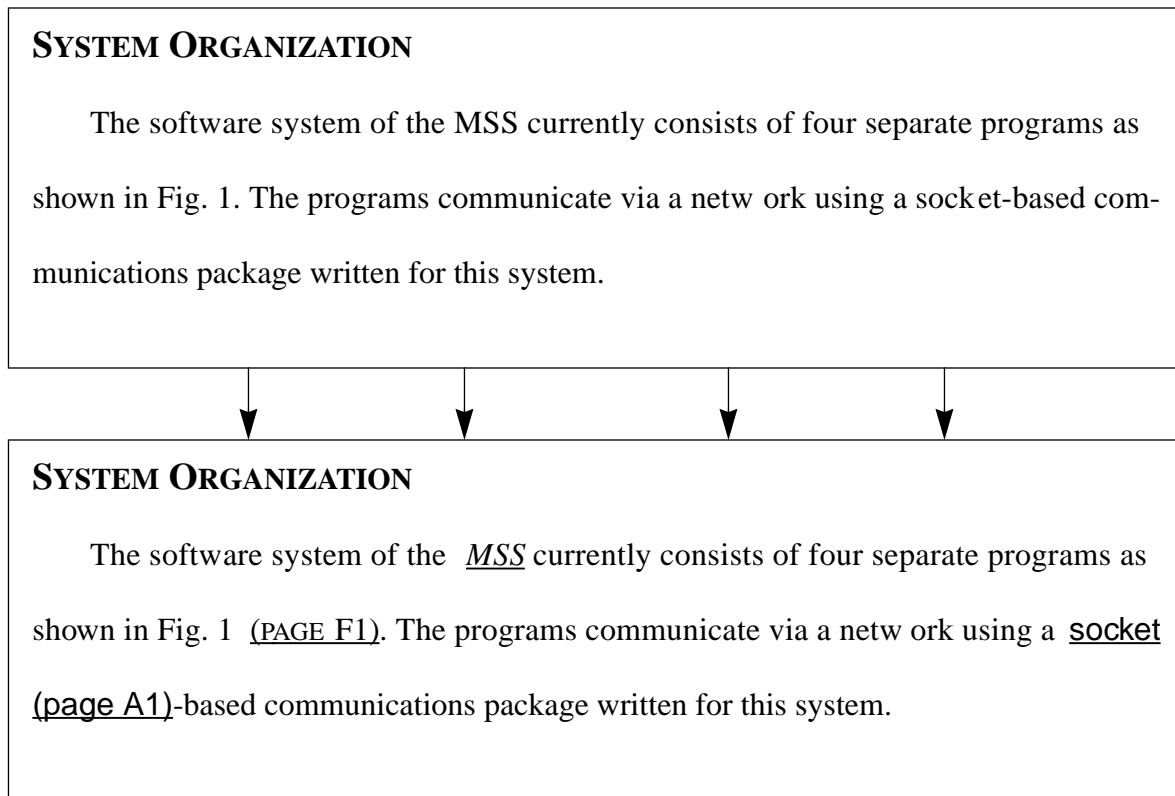 SYSTEM ORGANIZATION
The software system of the MSS currently consists of four separate programs as
shown in Fig. 1. The programs communicate via a netw ork using a socket-based com-
munications package written for this system.
SYSTEM ORGANIZATION
The software system of the MSS currently consists of four separate programs as
shown in Fig. 1 (PAGE F1). The programs communicate via a netw ork using a socket
(page A1)-based communications package written for this system.